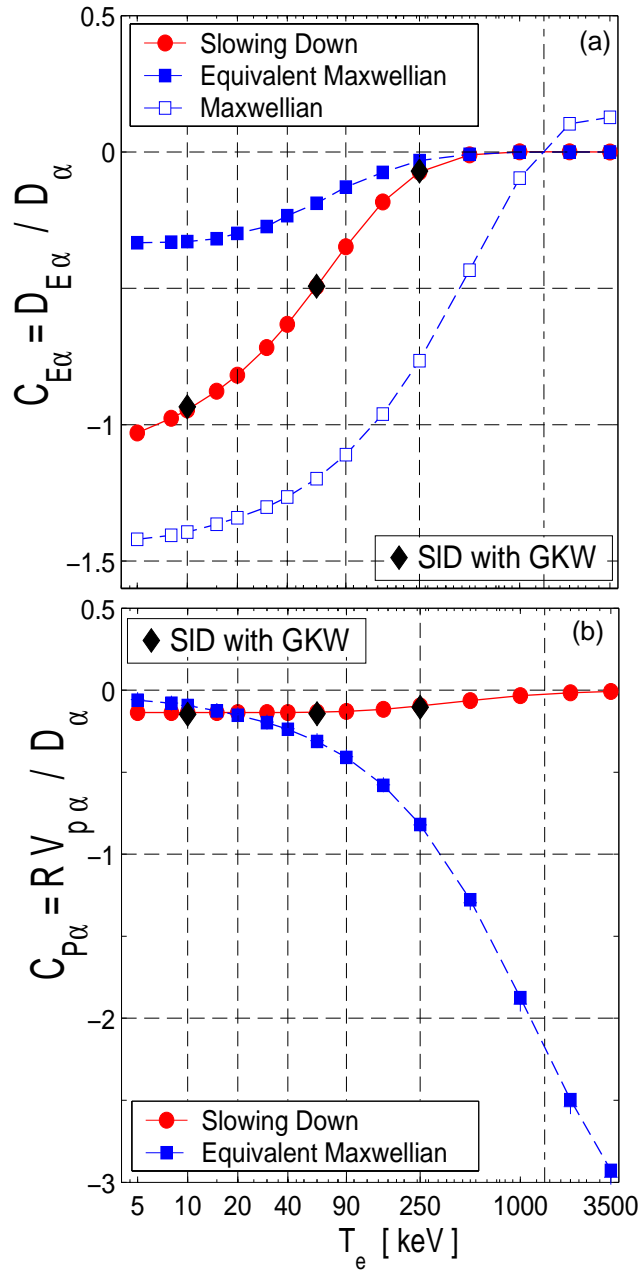 0.5
(a)
Slowing Down
Equivalent Maxwellian
Maxwellian
0
−1
−1.5
C_Eα = D_Eα / D_α
SlD with GKW
0.5
(b)
SlD with GKW
0
−1
−2
−3
C_Pα = R V_pα / D_α
Slowing Down
Equivalent Maxwellian
5 10 20 40 90 250 1000 3500
T_e [ keV ]